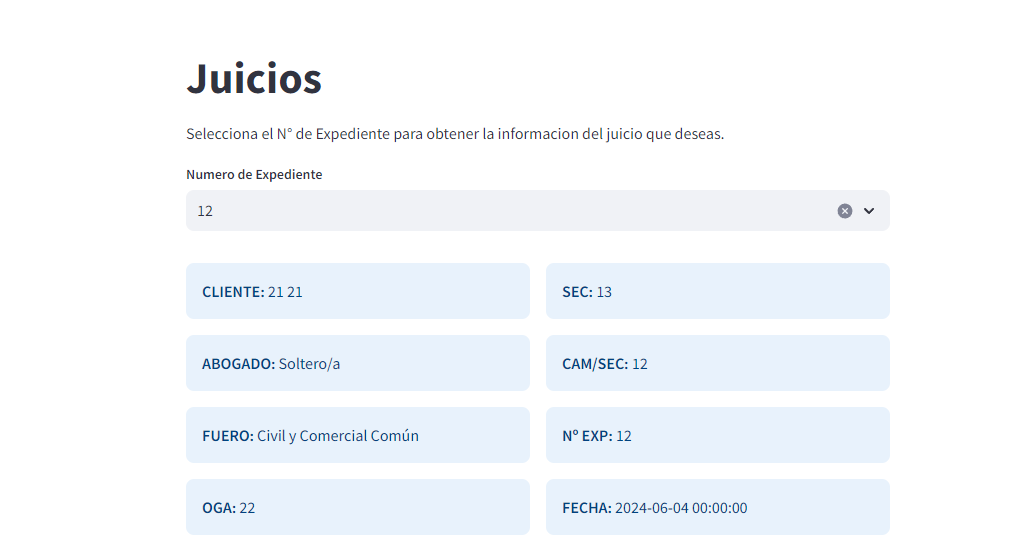 Juicios
Selecciona el N° de Expediente para obtener la informacion del juicio que deseas.
Numero de Expediente
12
CLIENTE: 21 21
SEC: 13
ABOGADO: Soltero/a
CAM/SEC: 12
FUERO: Civil y Comercial Común
Nº EXP: 12
OGA: 22
FECHA: 2024-06-04 00:00:00